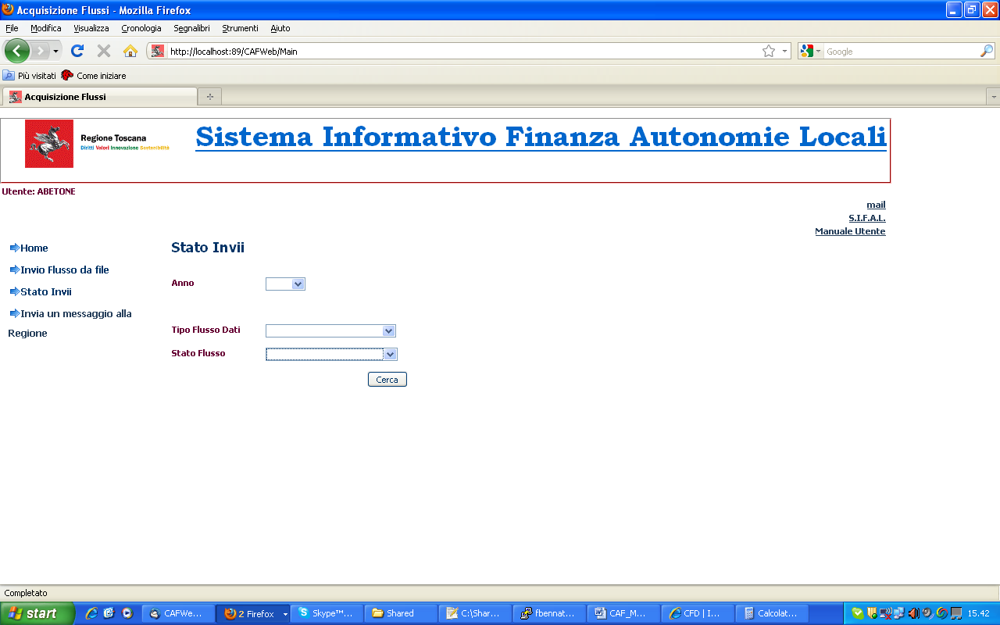 Acquisizione Flussi - Mozilla Firefox
File Modifica Visualizza Cronologia Segnalibri Strumenti Aiuto
http://localhost:89/CAFWeb/Main
Google
Più visitati Come iniziare
Acquisizione Flussi
Regione Toscana
Diritti Valori Innovazione Sostenibilità
Sistema Informativo Finanza Autonomie Locali
Utente: ABETONE
mail
S.I.F.A.L.
Manuale Utente
Home
Invio Flusso da file
Stato Invii
Invia un messaggio alla
Regione
Stato Invii
Anno
Tipo Flusso Dati
Stato Flusso
Cerca
Completato
start CAFWe... 2 Firefox Skype™... Shared C:\Shar... fbennat... CAF_M... CFD | I... Calcolat... 15.42